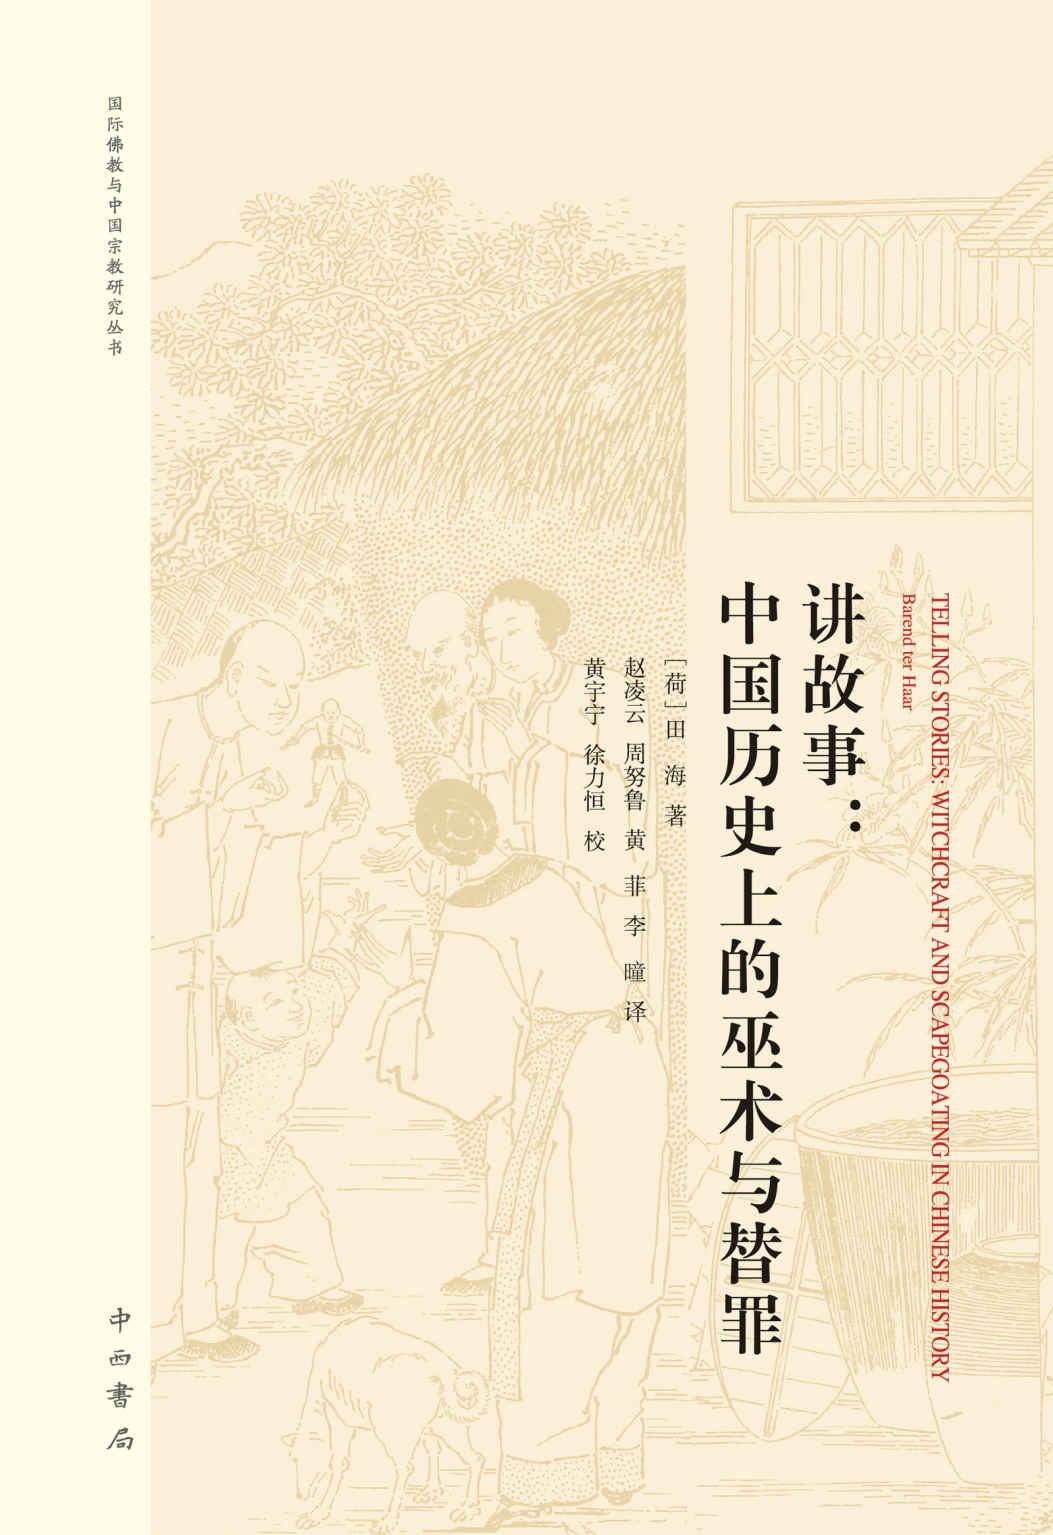 TELLING STORIES: WITCHCRAFT AND SCAPEGOATING IN CHINESE HISTORY
Barend ter Haar
讲故事：
中国历史上的巫术与替罪
［荷］田 海 著
赵凌云 周努鲁 黄 菲 李 曈 译
黄宇宁 徐力恒 校
国际佛教与中国宗教研究丛书
中西書局